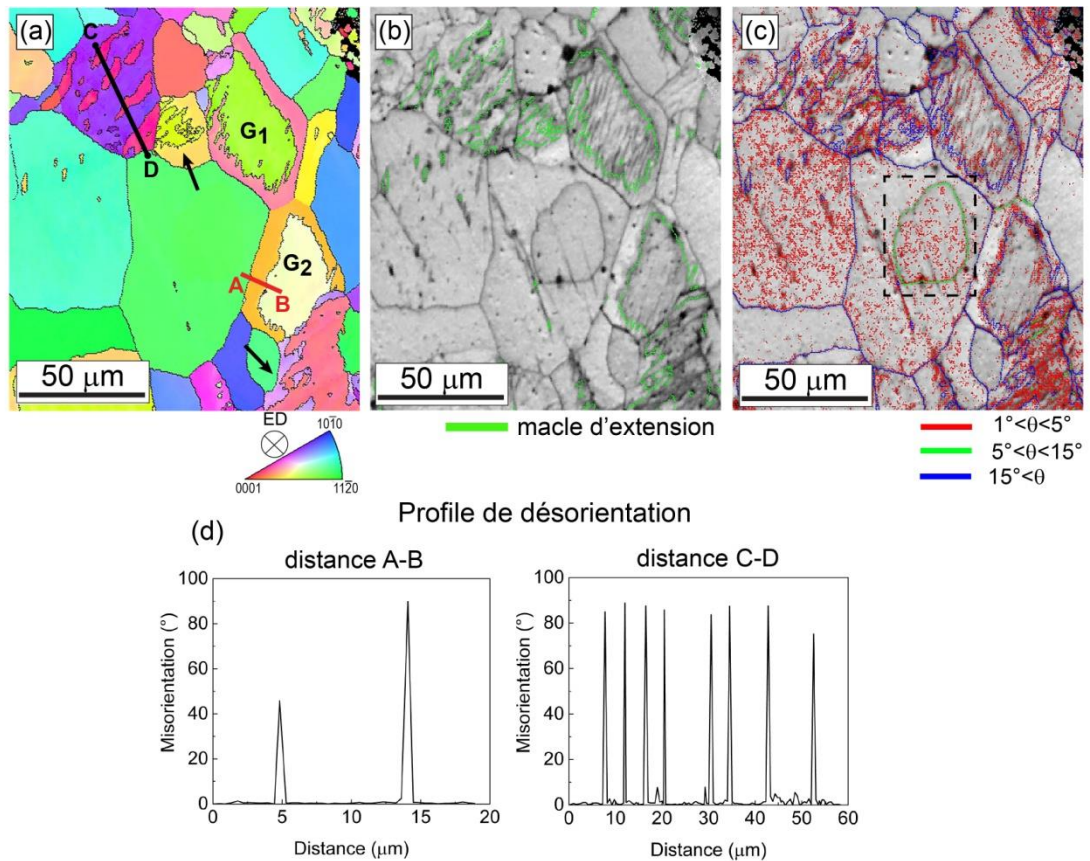 (a)
C
D
G1
G2
A
B
50 μm
(b)
50 μm
(c)
50 μm
ED
10-10
0001
11-20
macle d'extension
1°<θ<5°
5°<θ<15°
15°<θ
Profile de désorientation
(d)
distance A-B
distance C-D
100
80
60
40
20
0
Misorientation (°)
0 5 10 15 20
Distance (μm)
100
80
60
40
20
0
Misorientation (°)
0 10 20 30 40 50 60
Distance (μm)